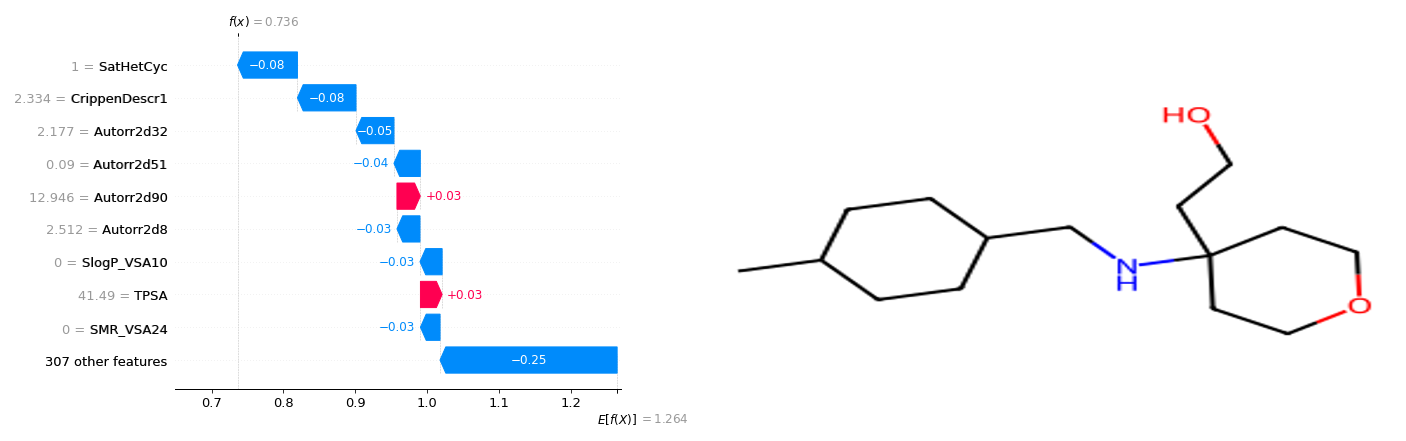 f(x) = 0.736
1 = SatHetCyc
−0.08
2.334 = CrippenDescr1
−0.08
2.177 = Autorr2d32
−0.05
0.09 = Autorr2d51
−0.04
12.946 = Autorr2d90
+0.03
2.512 = Autorr2d8
−0.03
0 = SlogP_VSA10
−0.03
41.49 = TPSA
+0.03
0 = SMR_VSA24
−0.03
307 other features
−0.25
0.7 0.8 0.9 1.0 1.1 1.2
E[f(X)] = 1.264
HO
N
H
O